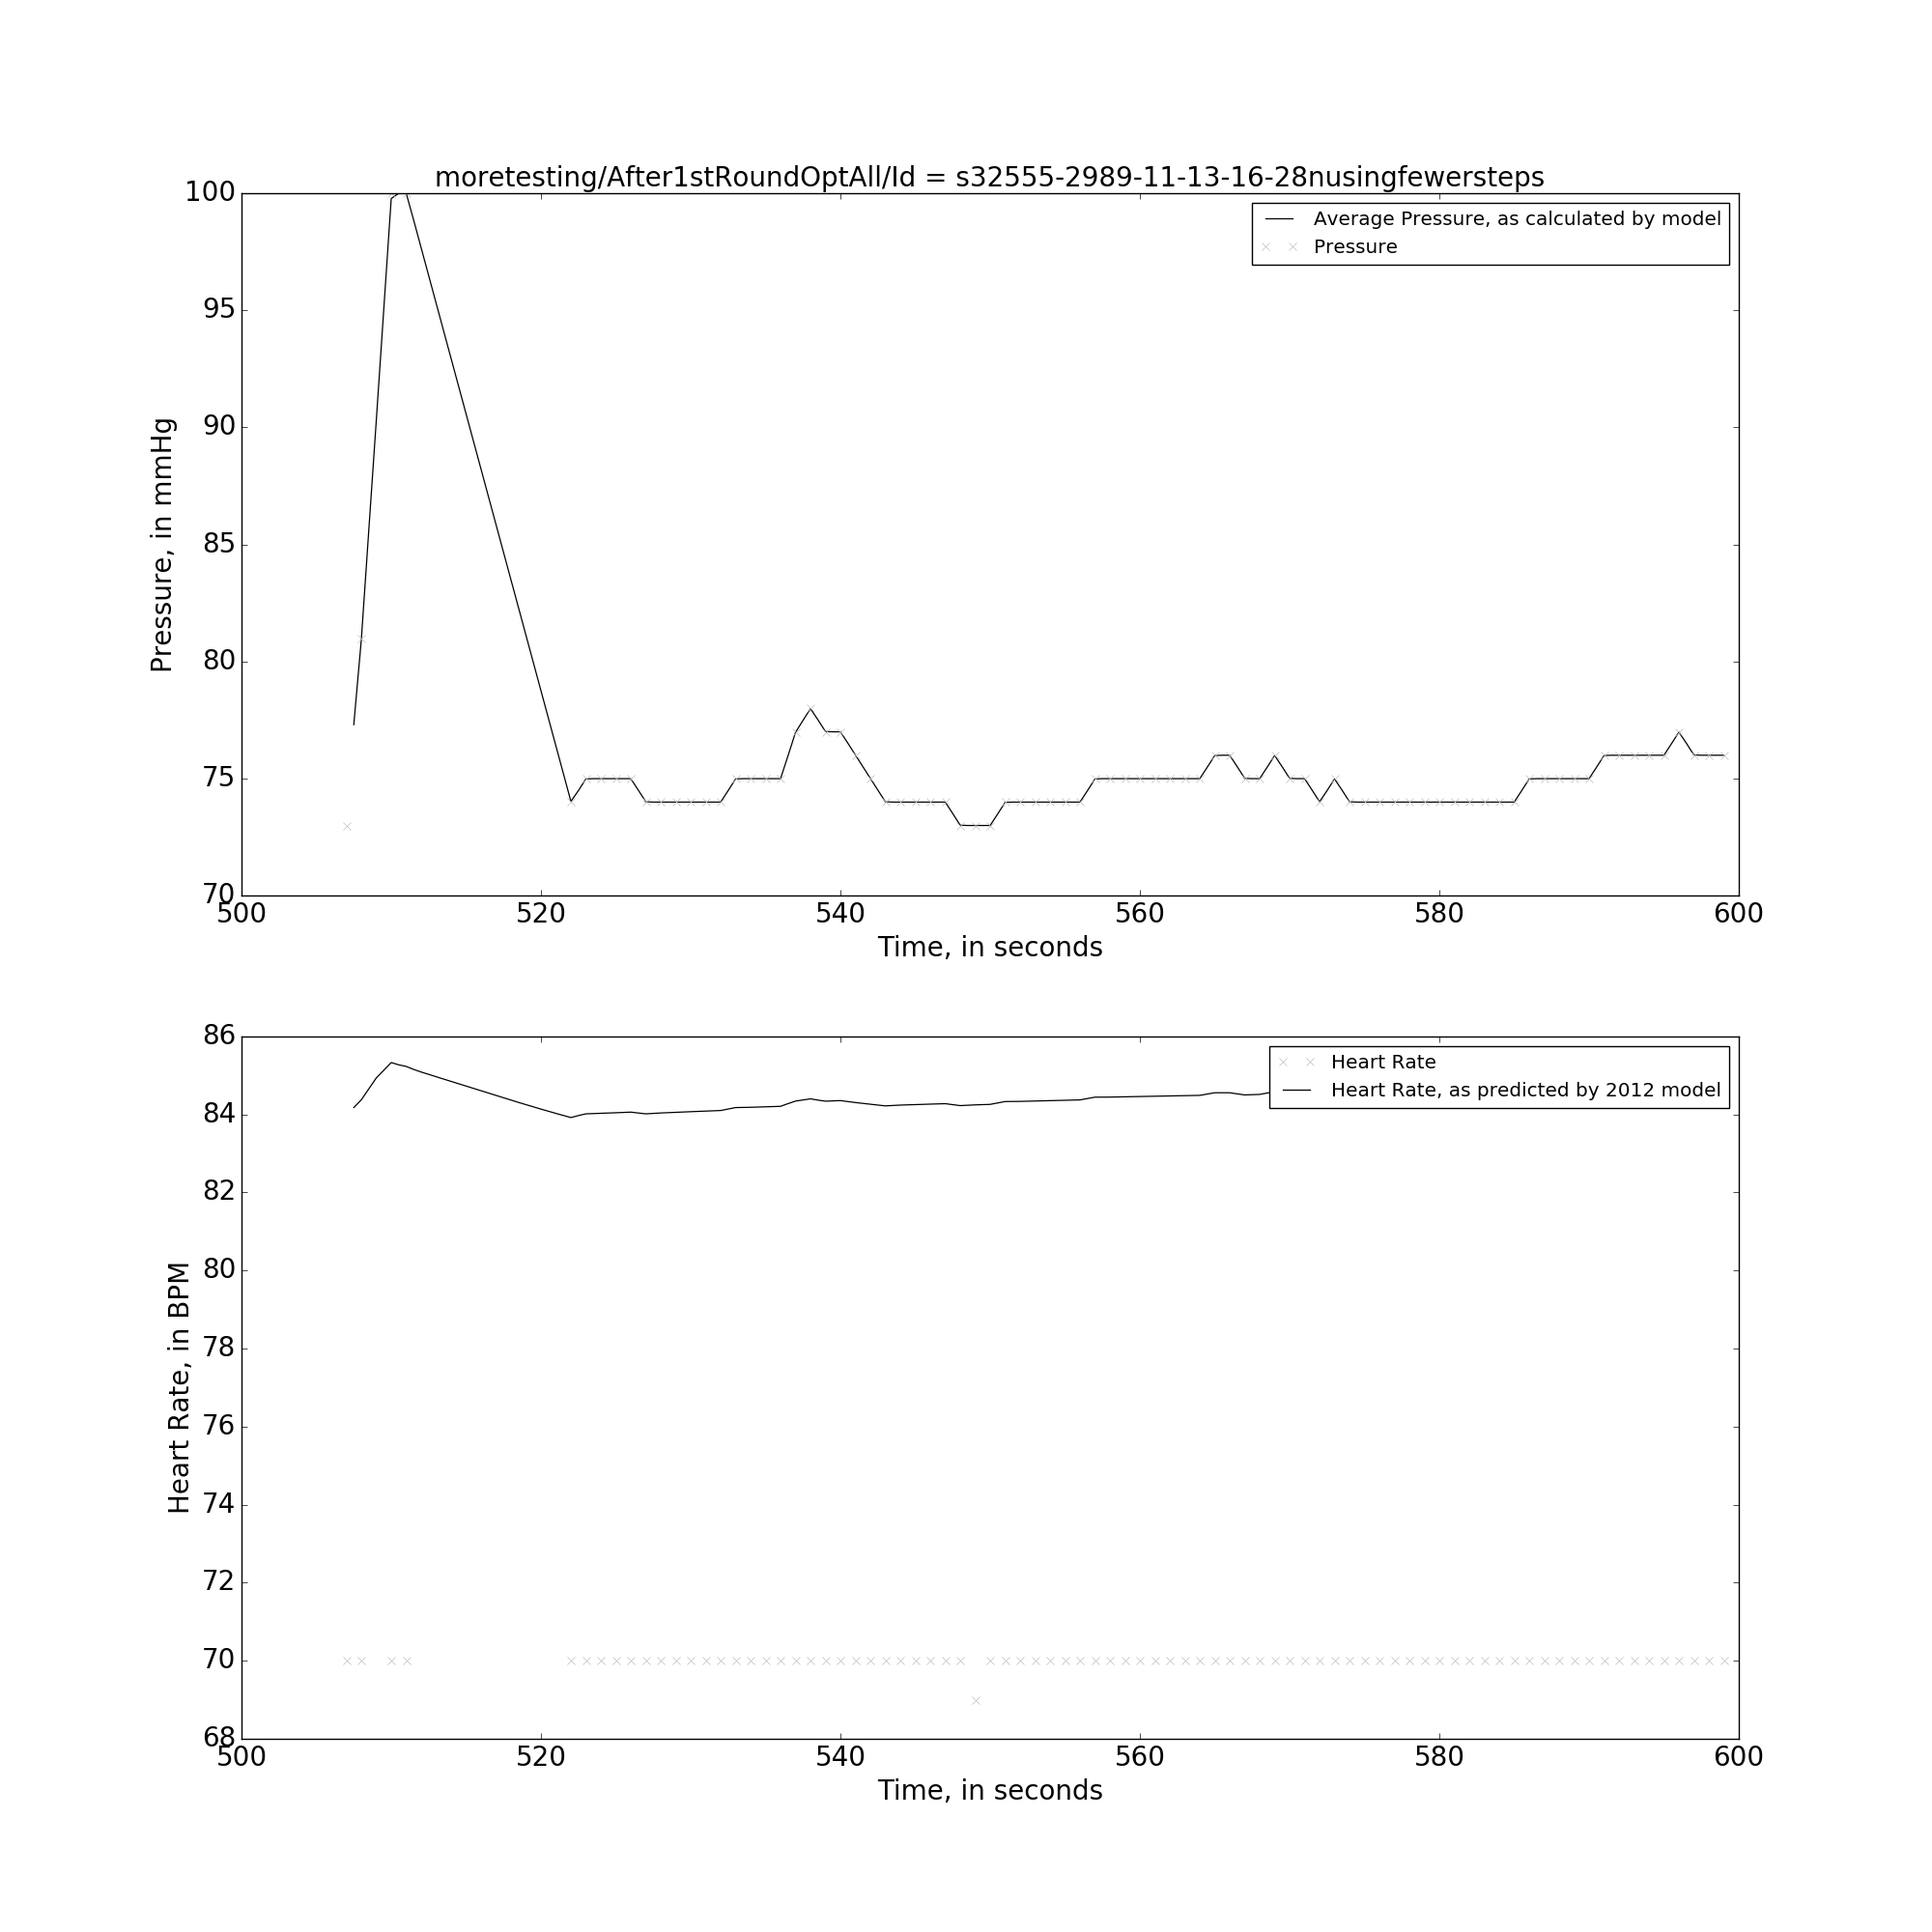 moretesting/After1stRoundOptAll/Id = s32555-2989-11-13-16-28nusingfewersteps
100
95
90
85
80
75
70
Pressure, in mmHg
Average Pressure, as calculated by model
Pressure
500 520 540 560 580 600
Time, in seconds
86
84
82
80
78
76
74
72
70
68
Heart Rate, in BPM
Heart Rate
Heart Rate, as predicted by 2012 model
500 520 540 560 580 600
Time, in seconds